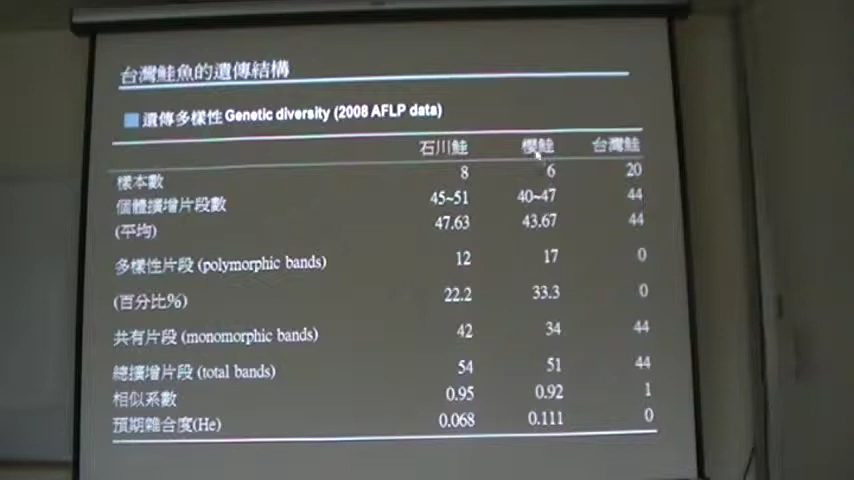 台灣鮭魚的遺傳結構
遺傳多樣性 Genetic diversity (2008 AFLP data)
石川鮭 櫻鮭 台灣鮭
樣本數 8 6 20
個體擴增片段數 45~51 40~47 44
(平均) 47.63 43.67 44
多樣性片段 (polymorphic bands) 12 17 0
(百分比%) 22.2 33.3 0
共有片段 (monomorphic bands) 42 34 44
總擴增片段 (total bands) 54 51 44
相似系數 0.95 0.92 1
預期雜合度(He) 0.068 0.111 0